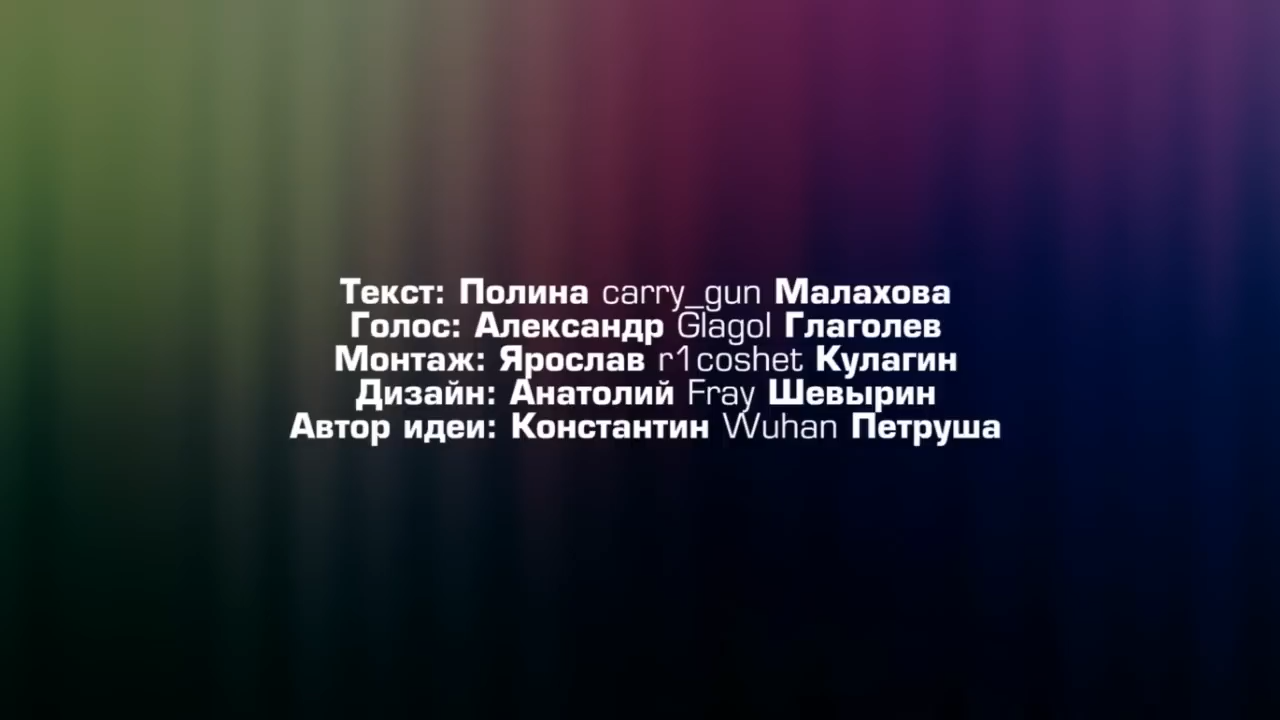 Текст: Полина carry_gun Малахова
Голос: Александр Glagol Глаголев
Монтаж: Ярослав r1coshet Кулагин
Дизайн: Анатолий Fray Шевырин
Автор идеи: Константин Wuhan Петруша